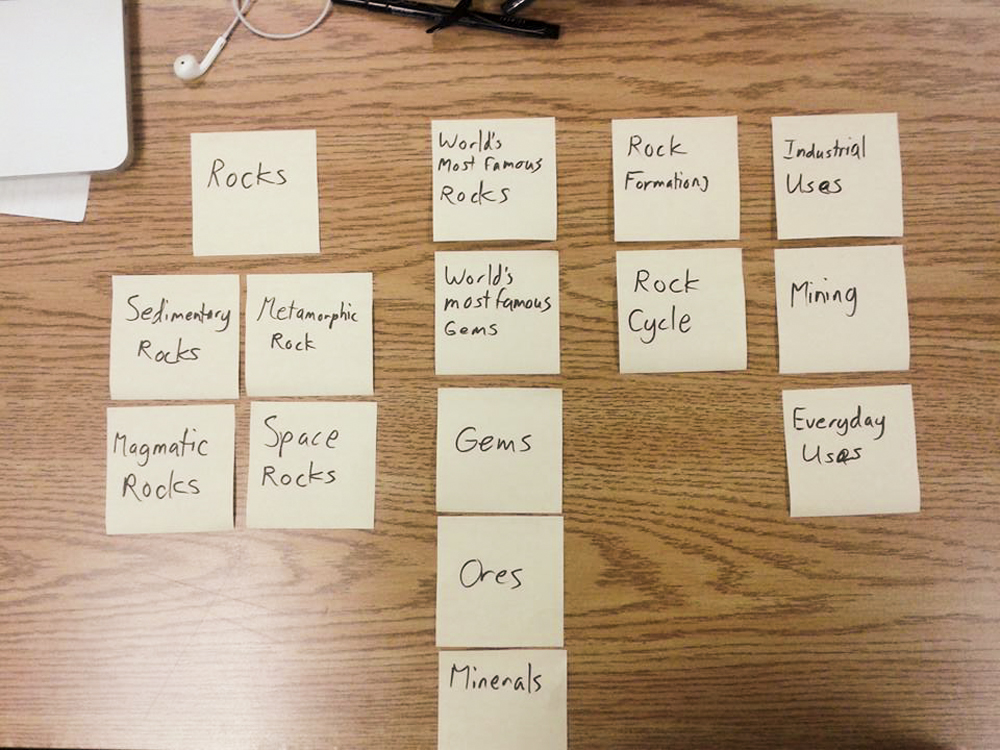 Rocks
Sedimentary
Rocks
Metamorphic
Rock
Magmatic
Rocks
Space
Rocks
World's
Most Famous
Rocks
World's
most famous
Gems
Gems
Ores
Minerals
Rock
Formations
Rock
Cycle
Industrial
Uses
Mining
Everyday
Uses